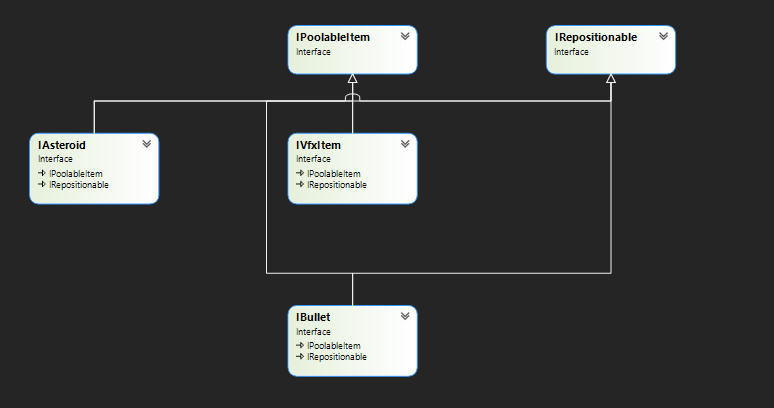 IPoolableItem
Interface
IRepositionable
Interface
IAsteroid
Interface
IPoolableItem
IRepositionable
IVfxItem
Interface
IPoolableItem
IRepositionable
IBullet
Interface
IPoolableItem
IRepositionable